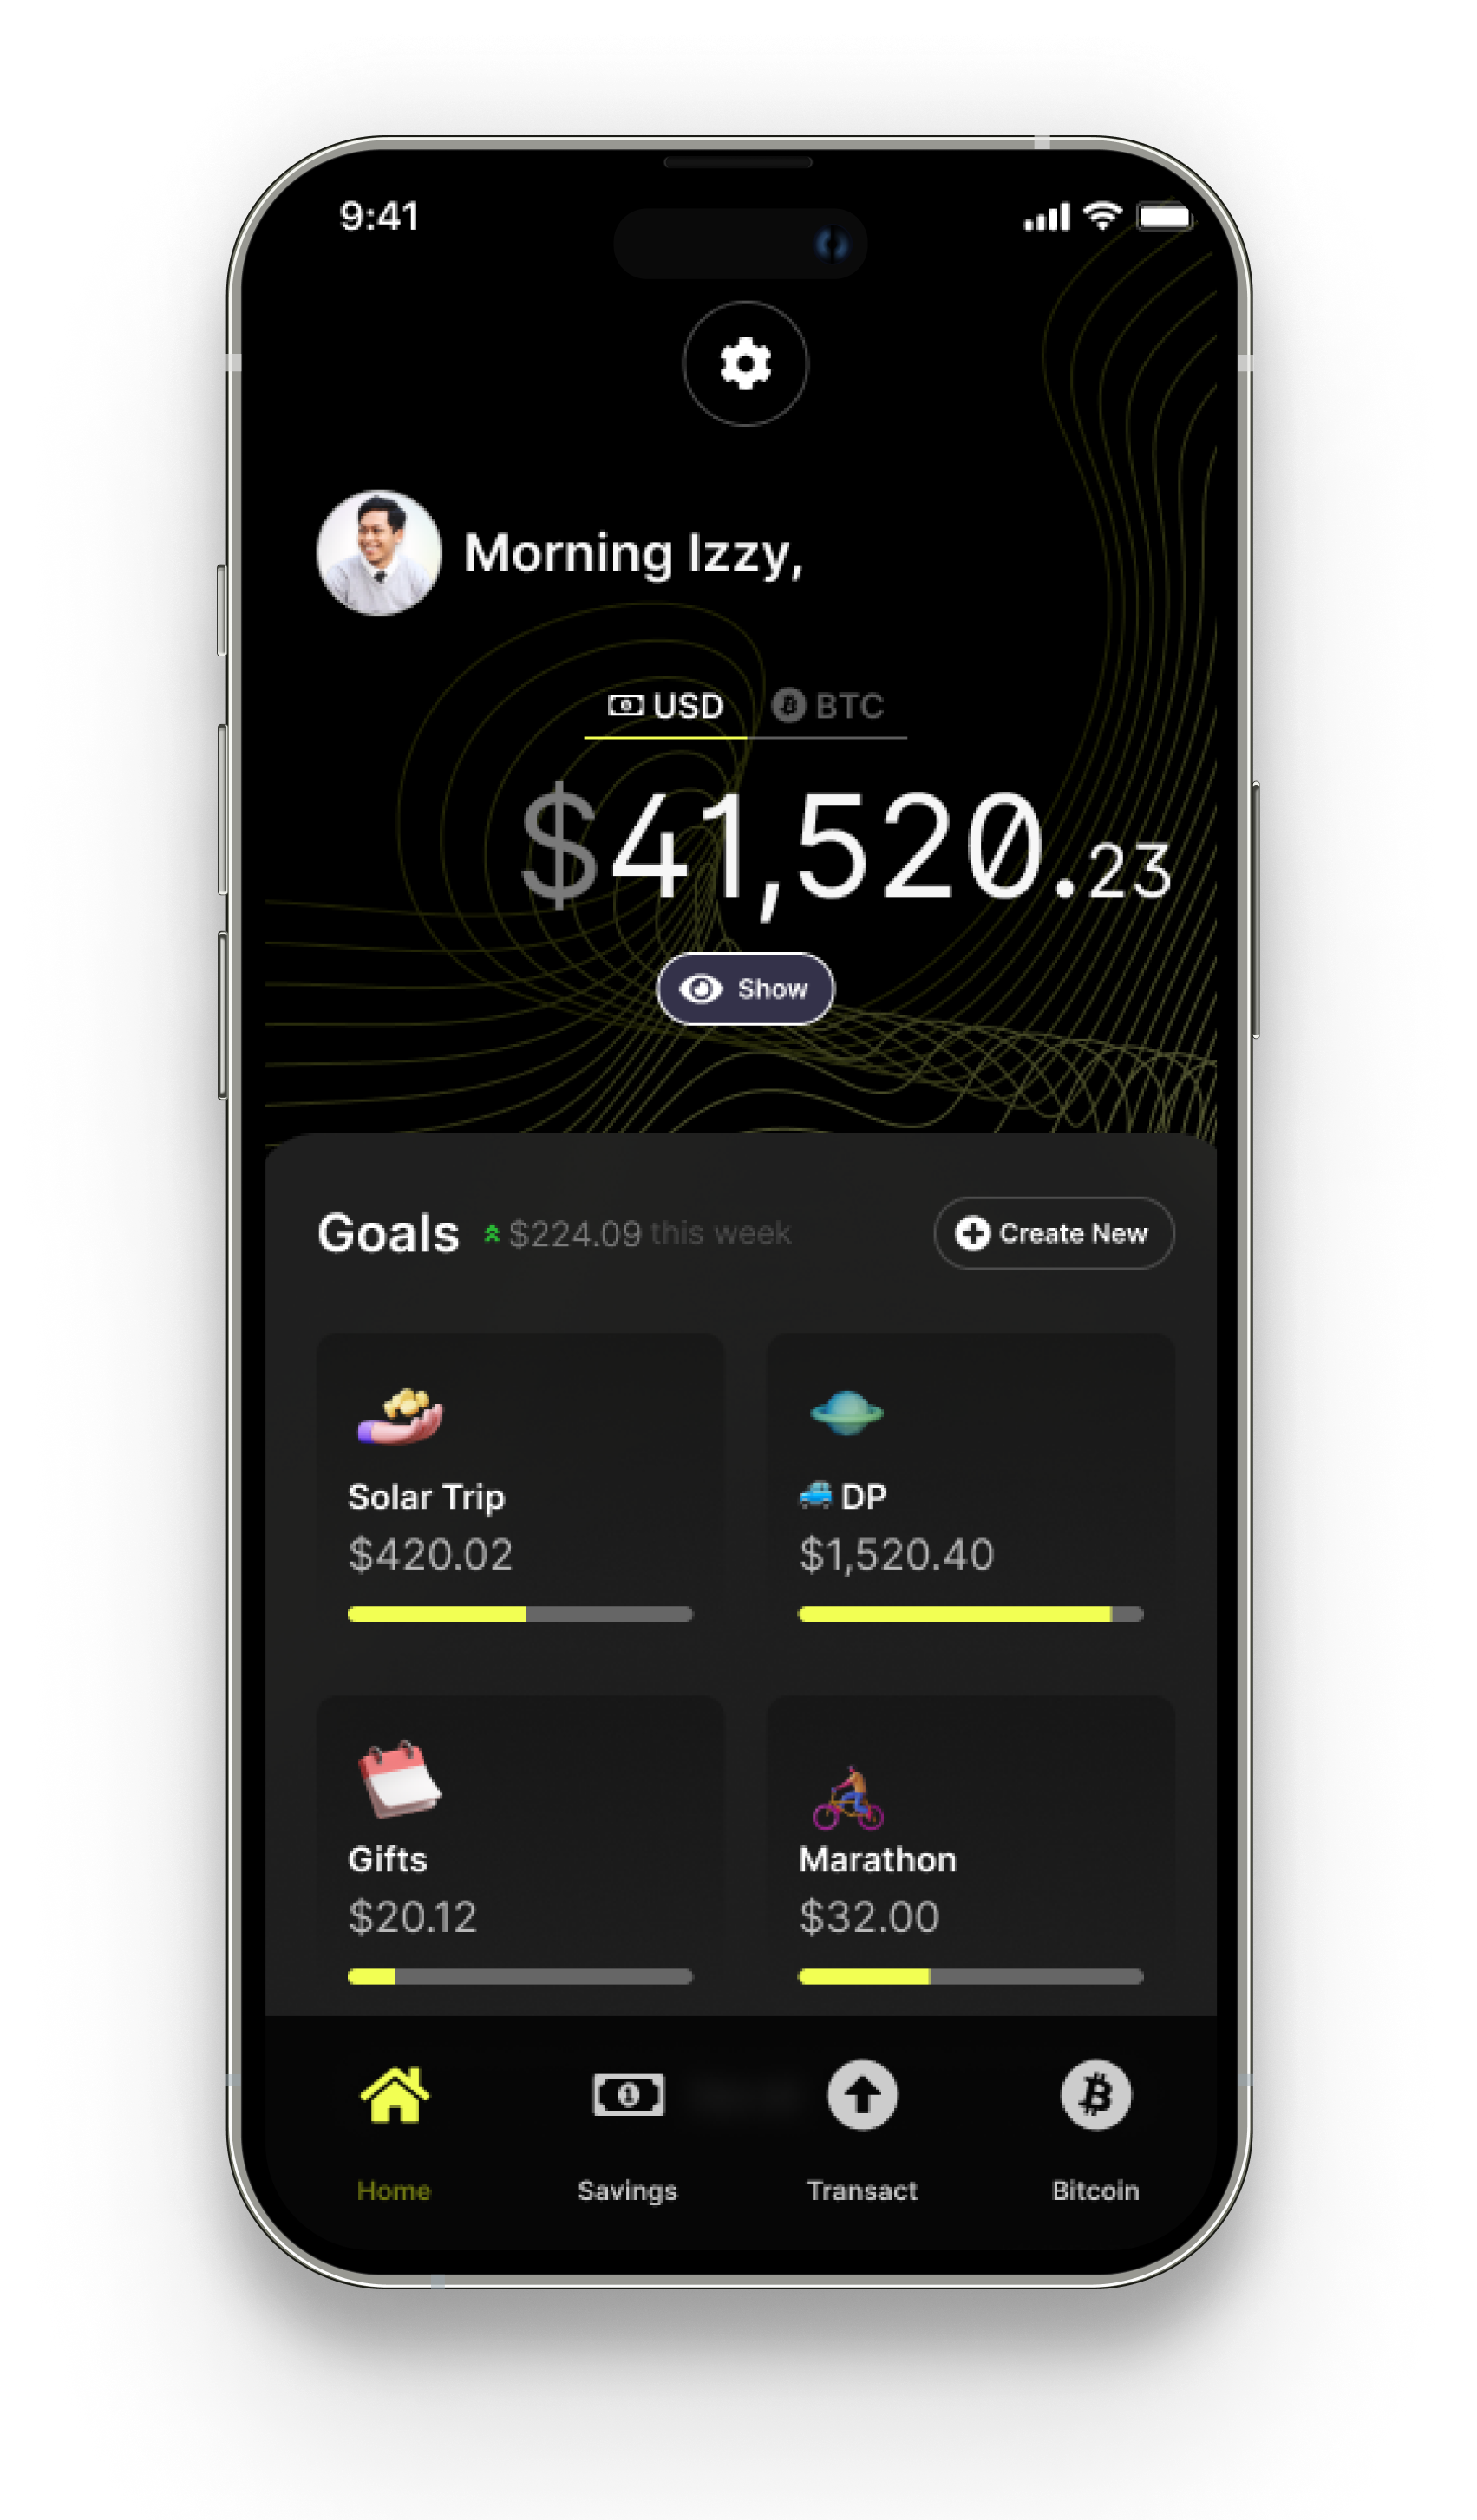 9:41
Morning Izzy,
USD BTC
$41,520.23
Show
Goals $224.09 this week Create New
Solar Trip
$420.02
DP
$1,520.40
Gifts
$20.12
Marathon
$32.00
Home Savings Transact Bitcoin